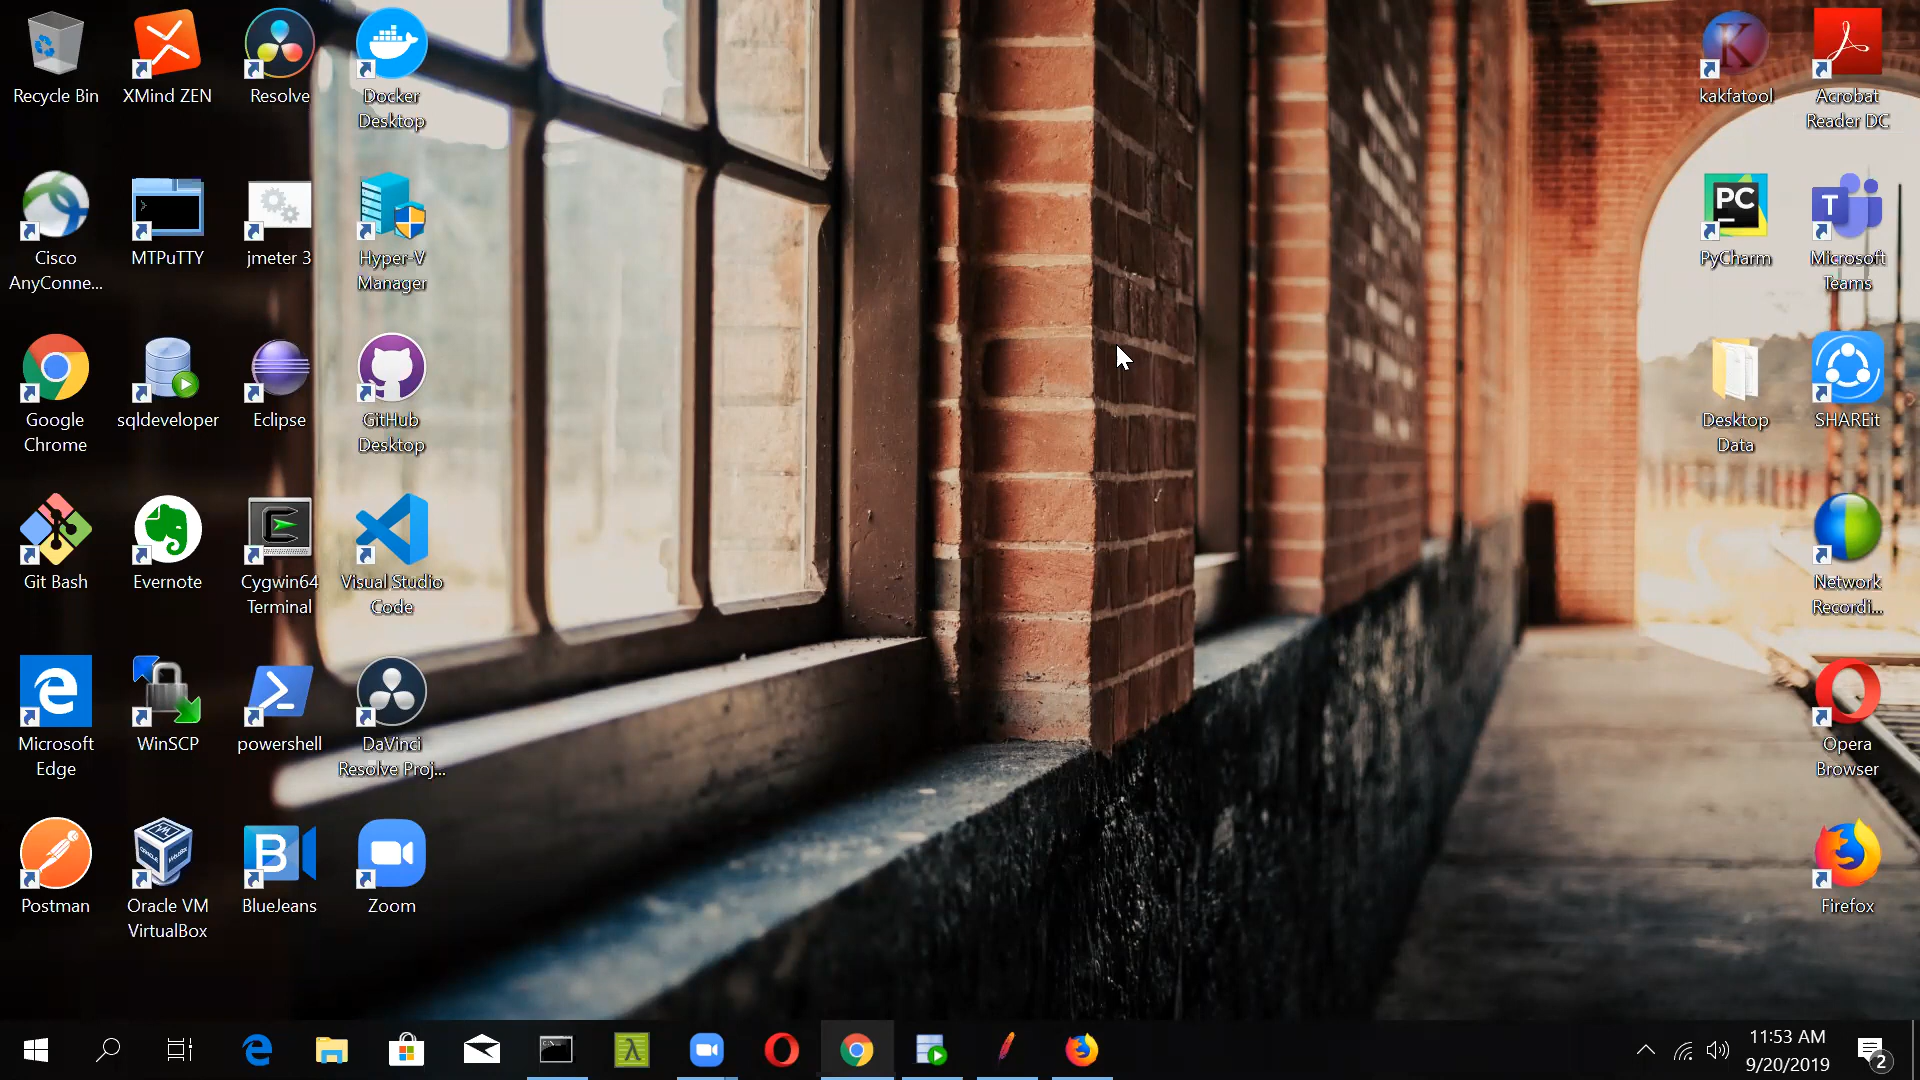 Recycle Bin
XMind ZEN
Resolve
Docker
Desktop
kakfatool
Acrobat
Reader DC
Cisco
AnyConne...
MTPuTTY
jmeter 3
Hyper-V
Manager
PC
PyCharm
T
Microsoft
Teams
Google
Chrome
sqldeveloper
Eclipse
GitHub
Desktop
Desktop
Data
SHAREit
Git Bash
Evernote
Cygwin64
Terminal
Visual Studio
Code
Network
Recordi...
Microsoft
Edge
WinSCP
powershell
DaVinci
Resolve Proj...
Opera
Browser
Postman
Oracle VM
VirtualBox
B
BlueJeans
Zoom
Firefox
11:53 AM
9/20/2019
2